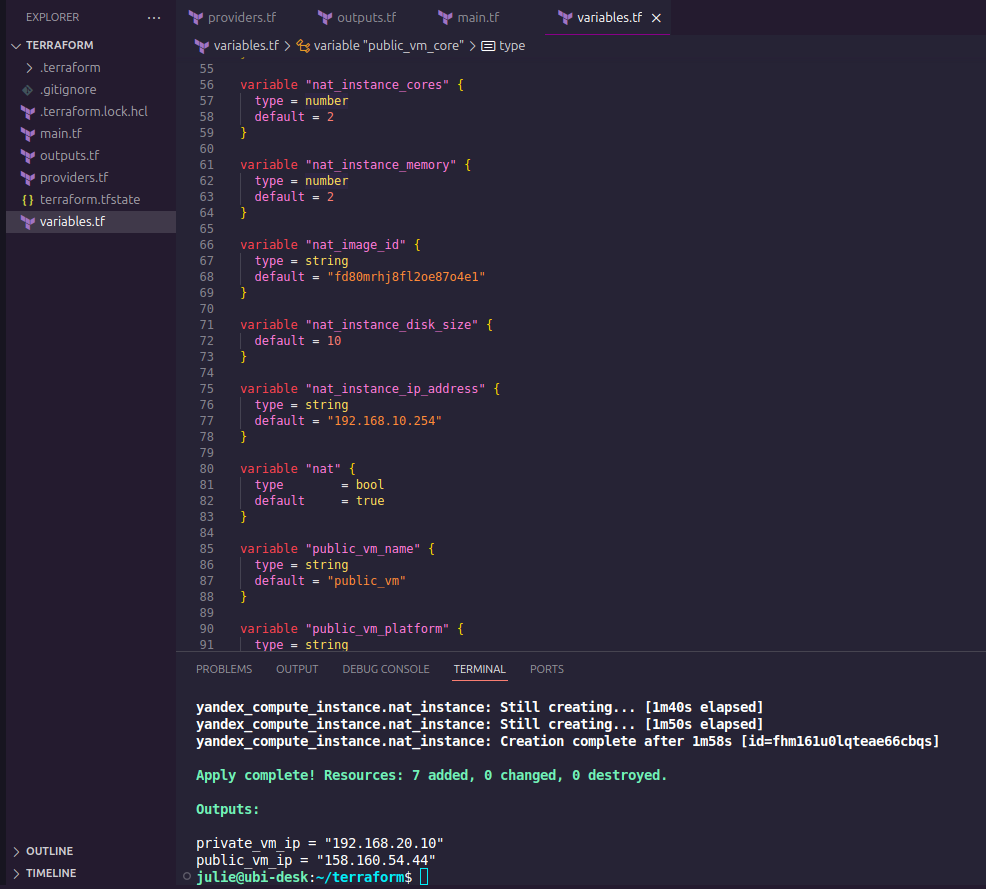 EXPLORER
TERRAFORM
.terraform
.gitignore
.terraform.lock.hcl
main.tf
outputs.tf
providers.tf
{} terraform.tfstate
variables.tf
OUTLINE
TIMELINE
providers.tf outputs.tf main.tf variables.tf
variables.tf > variable "public_vm_core" > type
55
56 variable "nat_instance_cores" {
57 type = number
58 default = 2
59 }
60
61 variable "nat_instance_memory" {
62 type = number
63 default = 2
64 }
65
66 variable "nat_image_id" {
67 type = string
68 default = "fd80mrhj8fl2oe87o4e1"
69 }
70
71 variable "nat_instance_disk_size" {
72 default = 10
73 }
74
75 variable "nat_instance_ip_address" {
76 type = string
77 default = "192.168.10.254"
78 }
79
80 variable "nat" {
81 type = bool
82 default = true
83 }
84
85 variable "public_vm_name" {
86 type = string
87 default = "public_vm"
88 }
89
90 variable "public_vm_platform" {
91 type = string
PROBLEMS OUTPUT DEBUG CONSOLE TERMINAL PORTS
yandex_compute_instance.nat_instance: Still creating... [1m40s elapsed]
yandex_compute_instance.nat_instance: Still creating... [1m50s elapsed]
yandex_compute_instance.nat_instance: Creation complete after 1m58s [id=fhm161u0lqteae66cbqs]
Apply complete! Resources: 7 added, 0 changed, 0 destroyed.
Outputs:
private_vm_ip = "192.168.20.10"
public_vm_ip = "158.160.54.44"
julie@ubi-desk:~/terraform$